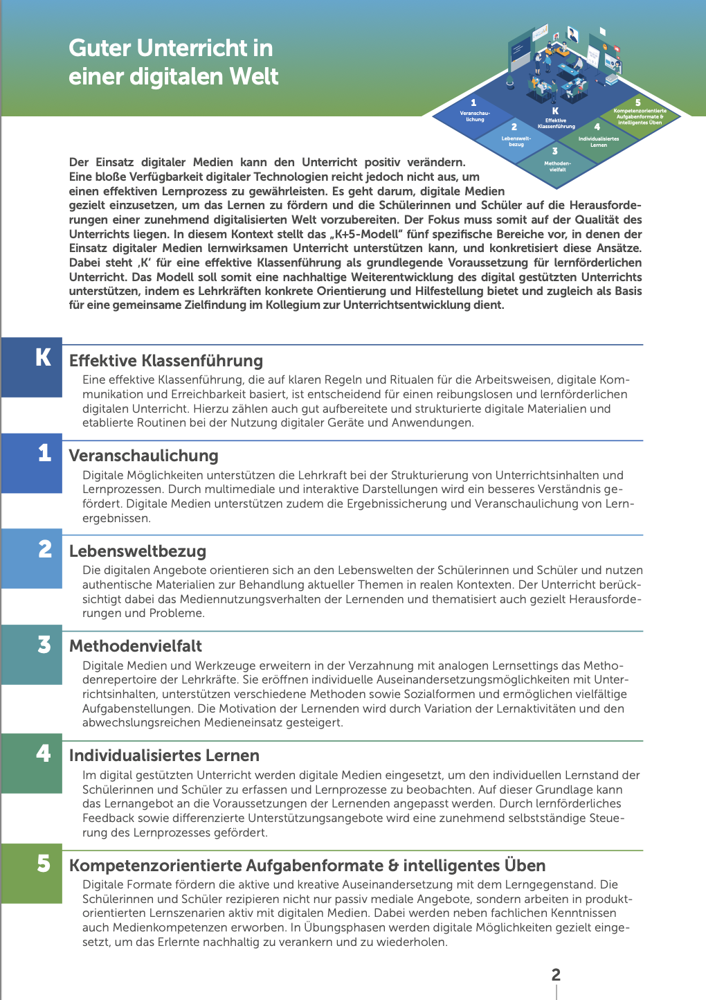 Guter Unterricht in
einer digitalen Welt
1
Veranschau-
lichung
2
Lebenswelt-
bezug
K
Effektive
Klassenführung
3
Methoden-
vielfalt
4
Individualisiertes
Lernen
5
Kompetenzorientierte
Aufgabenformate &
intelligentes Üben
Der Einsatz digitaler Medien kann den Unterricht positiv verändern.
Eine bloße Verfügbarkeit digitaler Technologien reicht jedoch nicht aus, um
einen effektiven Lernprozess zu gewährleisten. Es geht darum, digitale Medien
gezielt einzusetzen, um das Lernen zu fördern und die Schülerinnen und Schüler auf die Herausforde-
rungen einer zunehmend digitalisierten Welt vorzubereiten. Der Fokus muss somit auf der Qualität des
Unterrichts liegen. In diesem Kontext stellt das „K+5-Modell“ fünf spezifische Bereiche vor, in denen der
Einsatz digitaler Medien lernwirksamen Unterricht unterstützen kann, und konkretisiert diese Ansätze.
Dabei steht ‚K‘ für eine effektive Klassenführung als grundlegende Voraussetzung für lernförderlichen
Unterricht. Das Modell soll somit eine nachhaltige Weiterentwicklung des digital gestützten Unterrichts
unterstützen, indem es Lehrkräften konkrete Orientierung und Hilfestellung bietet und zugleich als Basis
für eine gemeinsame Zielfindung im Kollegium zur Unterrichtsentwicklung dient.
K
Effektive Klassenführung
Eine effektive Klassenführung, die auf klaren Regeln und Ritualen für die Arbeitsweisen, digitale Kom-
munikation und Erreichbarkeit basiert, ist entscheidend für einen reibungslosen und lernförderlichen
digitalen Unterricht. Hierzu zählen auch gut aufbereitete und strukturierte digitale Materialien und
etablierte Routinen bei der Nutzung digitaler Geräte und Anwendungen.
1
Veranschaulichung
Digitale Möglichkeiten unterstützen die Lehrkraft bei der Strukturierung von Unterrichtsinhalten und
Lernprozessen. Durch multimediale und interaktive Darstellungen wird ein besseres Verständnis ge-
fördert. Digitale Medien unterstützen zudem die Ergebnissicherung und Veranschaulichung von Lern-
ergebnissen.
2
Lebensweltbezug
Die digitalen Angebote orientieren sich an den Lebenswelten der Schülerinnen und Schüler und nutzen
authentische Materialien zur Behandlung aktueller Themen in realen Kontexten. Der Unterricht berück-
sichtigt dabei das Mediennutzungsverhalten der Lernenden und thematisiert auch gezielt Herausforde-
rungen und Probleme.
3
Methodenvielfalt
Digitale Medien und Werkzeuge erweitern in der Verzahnung mit analogen Lernsettings das Metho-
denrepertoire der Lehrkräfte. Sie eröffnen individuelle Auseinandersetzungsmöglichkeiten mit Unter-
richtsinhalten, unterstützen verschiedene Methoden sowie Sozialformen und ermöglichen vielfältige
Aufgabenstellungen. Die Motivation der Lernenden wird durch Variation der Lernaktivitäten und den
abwechslungsreichen Medieneinsatz gesteigert.
4
Individualisiertes Lernen
Im digital gestützten Unterricht werden digitale Medien eingesetzt, um den individuellen Lernstand der
Schülerinnen und Schüler zu erfassen und Lernprozesse zu beobachten. Auf dieser Grundlage kann
das Lernangebot an die Voraussetzungen der Lernenden angepasst werden. Durch lernförderliches
Feedback sowie differenzierte Unterstützungsangebote wird eine zunehmend selbstständige Steue-
rung des Lernprozesses gefördert.
5
Kompetenzorientierte Aufgabenformate & intelligentes Üben
Digitale Formate fördern die aktive und kreative Auseinandersetzung mit dem Lerngegenstand. Die
Schülerinnen und Schüler rezipieren nicht nur passiv mediale Angebote, sondern arbeiten in produkt-
orientierten Lernszenarien aktiv mit digitalen Medien. Dabei werden neben fachlichen Kenntnissen
auch Medienkompetenzen erworben. In Übungsphasen werden digitale Möglichkeiten gezielt einge-
setzt, um das Erlernte nachhaltig zu verankern und zu wiederholen.
2